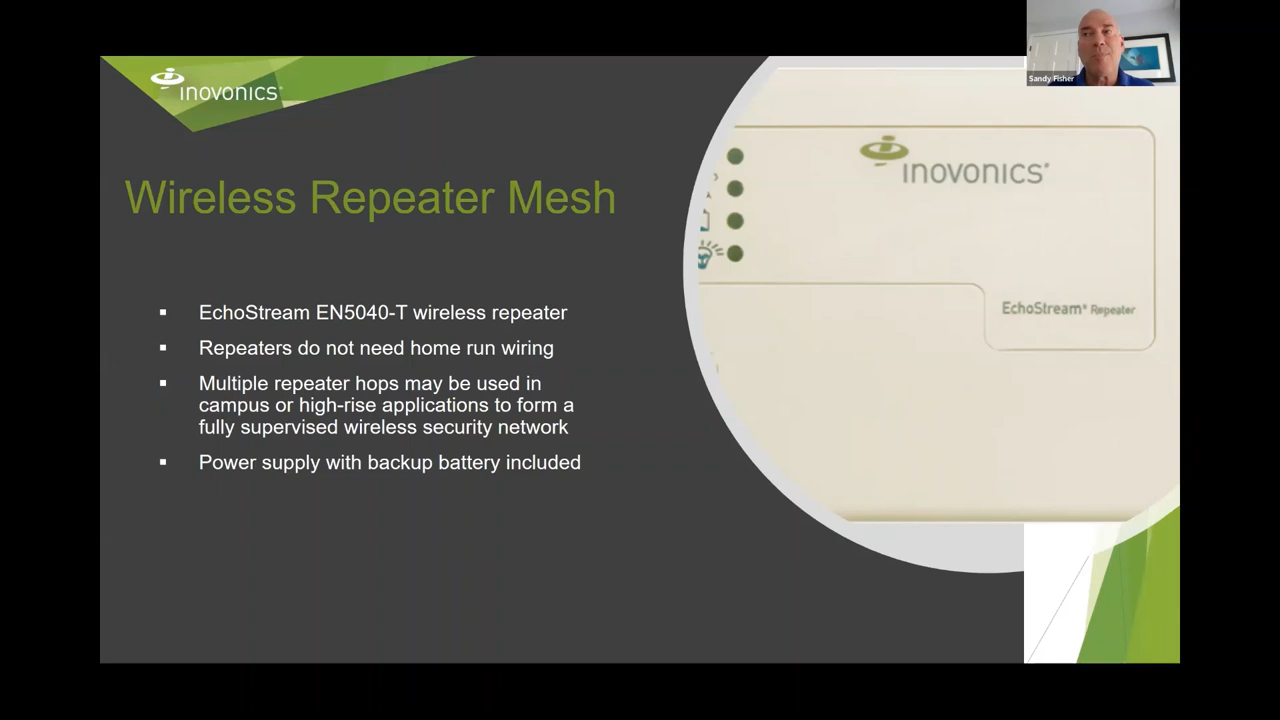 inovonics
Sandy Fisher
Wireless Repeater Mesh
EchoStream EN5040-T wireless repeater
Repeaters do not need home run wiring
Multiple repeater hops may be used in
campus or high-rise applications to form a
fully supervised wireless security network
Power supply with backup battery included
inovonics
EchoStream® Repeater